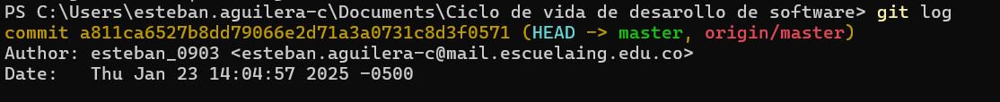 PS C:\Users\esteban.aguilera-c\Documents\Ciclo de vida de desarollo de software> git log
commit a811ca6527b8dd79066e2d71a3a0731c8d3f0571 (HEAD -> master, origin/master)
Author: esteban_0903 <esteban.aguilera-c@mail.escuelaing.edu.co>
Date:   Thu Jan 23 14:04:57 2025 -0500